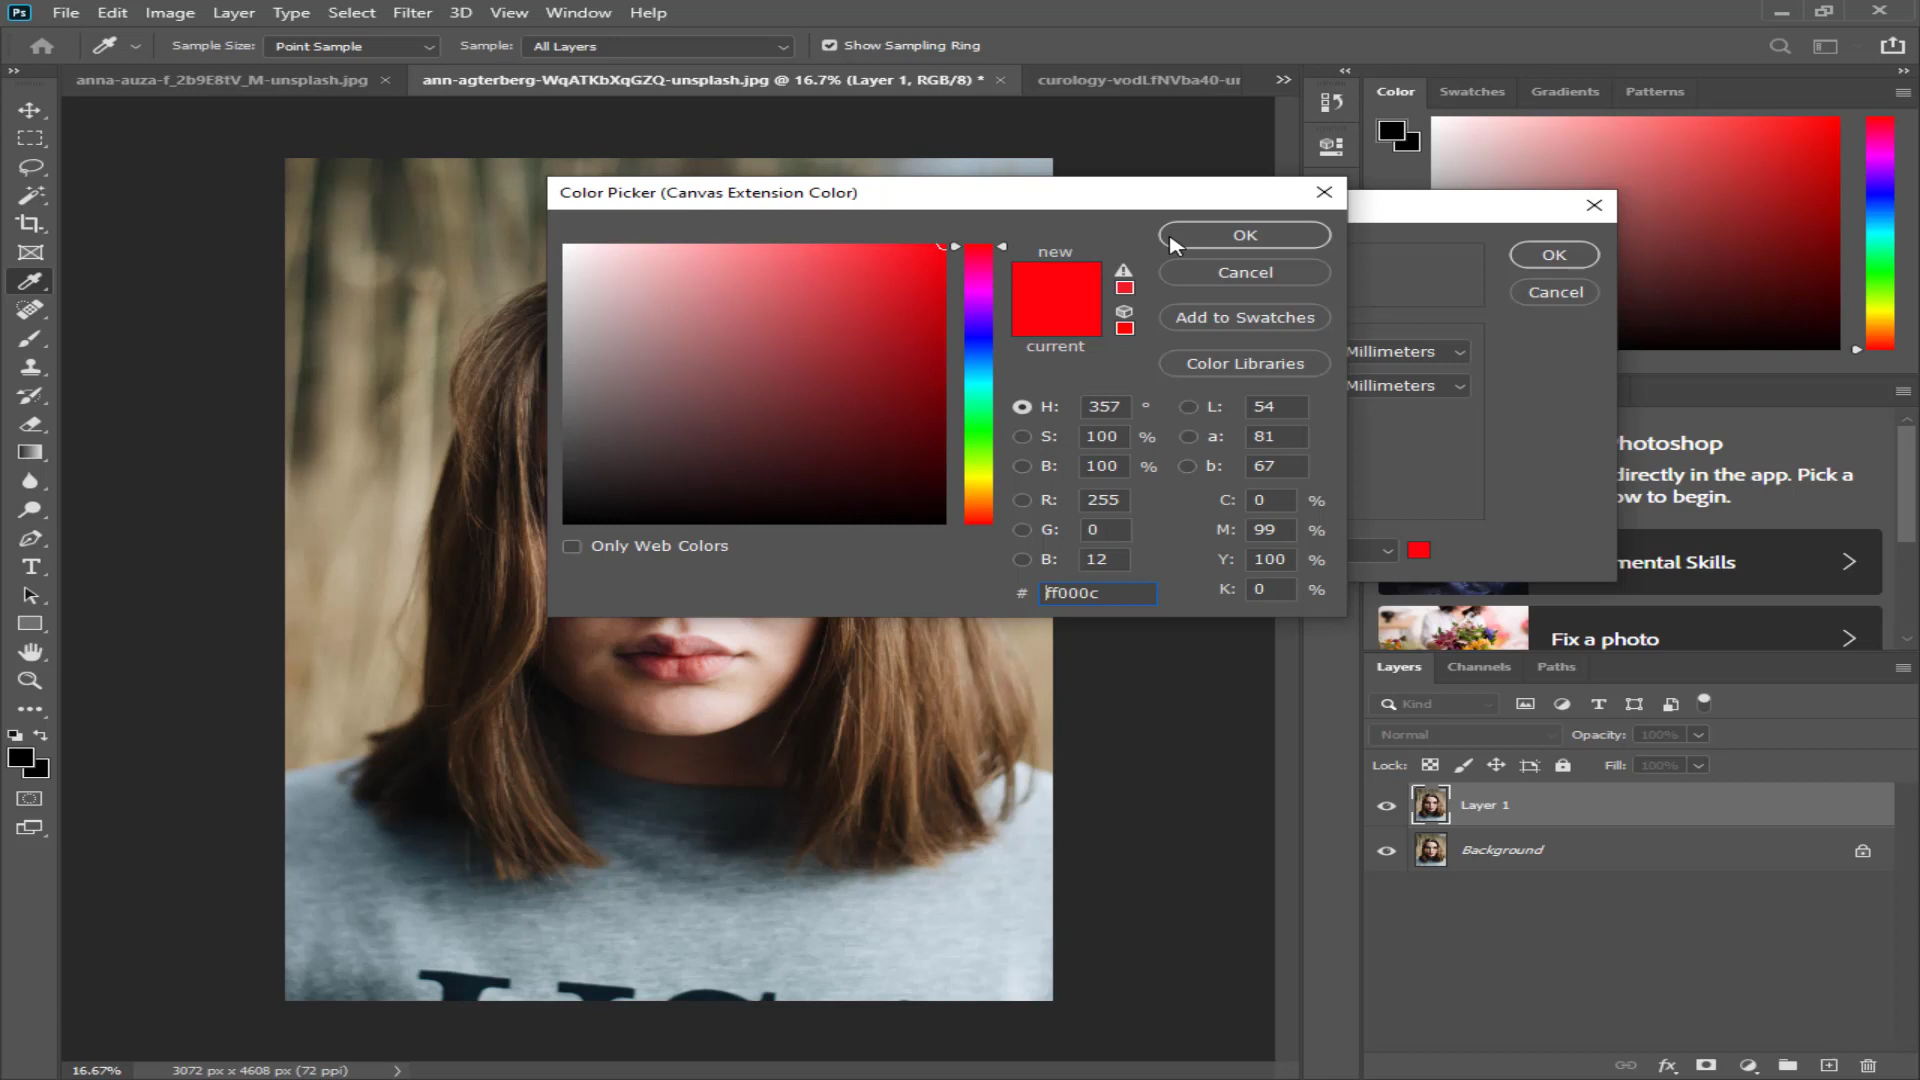 Ps File Edit Image Layer Type Select Filter 3D View Window Help
Sample Size: Point Sample Sample: All Layers Show Sampling Ring
anna-auza-f_2b9E8tV_M-unsplash.jpg × ann-agterberg-WqATKbXqGZQ-unsplash.jpg @ 16.7% (Layer 1, RGB/8) * × curology-vodLfNVba40-un
Color Swatches Gradients Patterns
Color Picker (Canvas Extension Color)
OK
new
Cancel
Add to Swatches
current
Color Libraries
H: 357 ° L: 54
S: 100 % a: 81
B: 100 % b: 67
R: 255 C: 0 %
G: 0 M: 99 %
B: 12 Y: 100 %
# ff000c K: 0 %
Only Web Colors
OK
Cancel
Millimeters
Millimeters
hotoshop
directly in the app. Pick a
ow to begin.
mental Skills
Fix a photo
Layers Channels Paths
Kind
Normal Opacity: 100%
Lock: Fill: 100%
Layer 1
Background
fx
16.67% 3072 px x 4608 px (72 ppi)